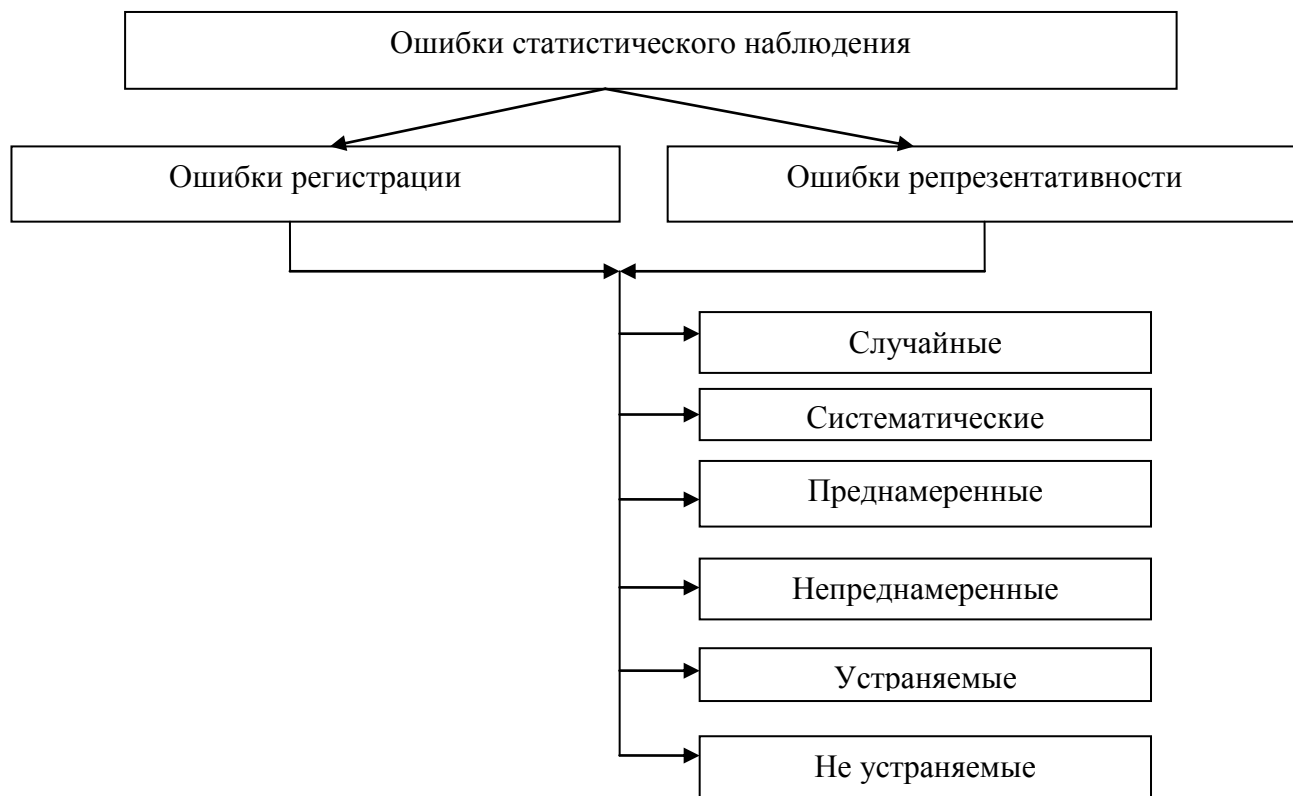 Ошибки статистического наблюдения
Ошибки регистрации
Ошибки репрезентативности
Случайные
Систематические
Преднамеренные
Непреднамеренные
Устраняемые
Не устраняемые